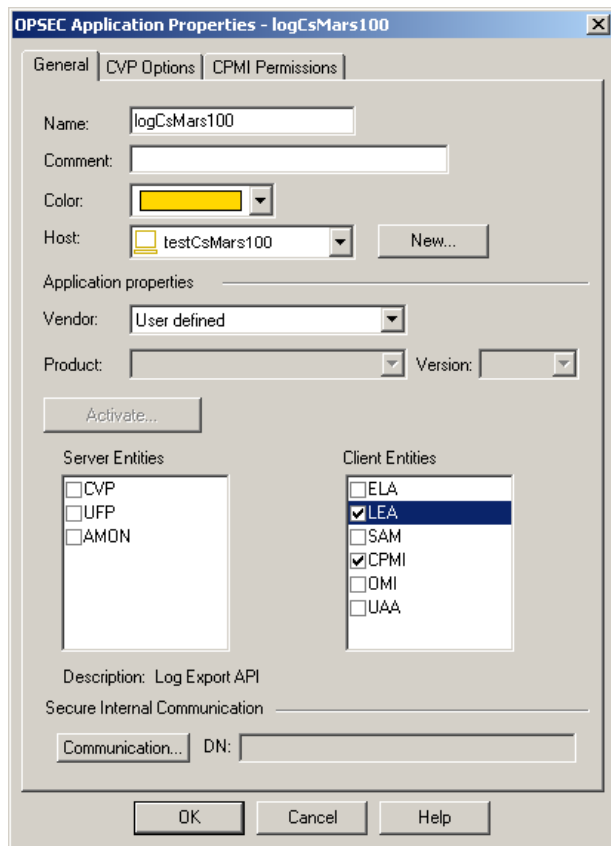 OPSEC Application Properties - logCsMars100
General CVP Options CPMI Permissions
Name: logCsMars100
Comment:
Color:
Host: testCsMars100 New...
Application properties
Vendor: User defined
Product: Version:
Activate...
Server Entities Client Entities
CVP ELA
UFP LEA
AMON SAM
CPMI
OMI
UAA
Description: Log Export API
Secure Internal Communication
Communication... DN:
OK Cancel Help